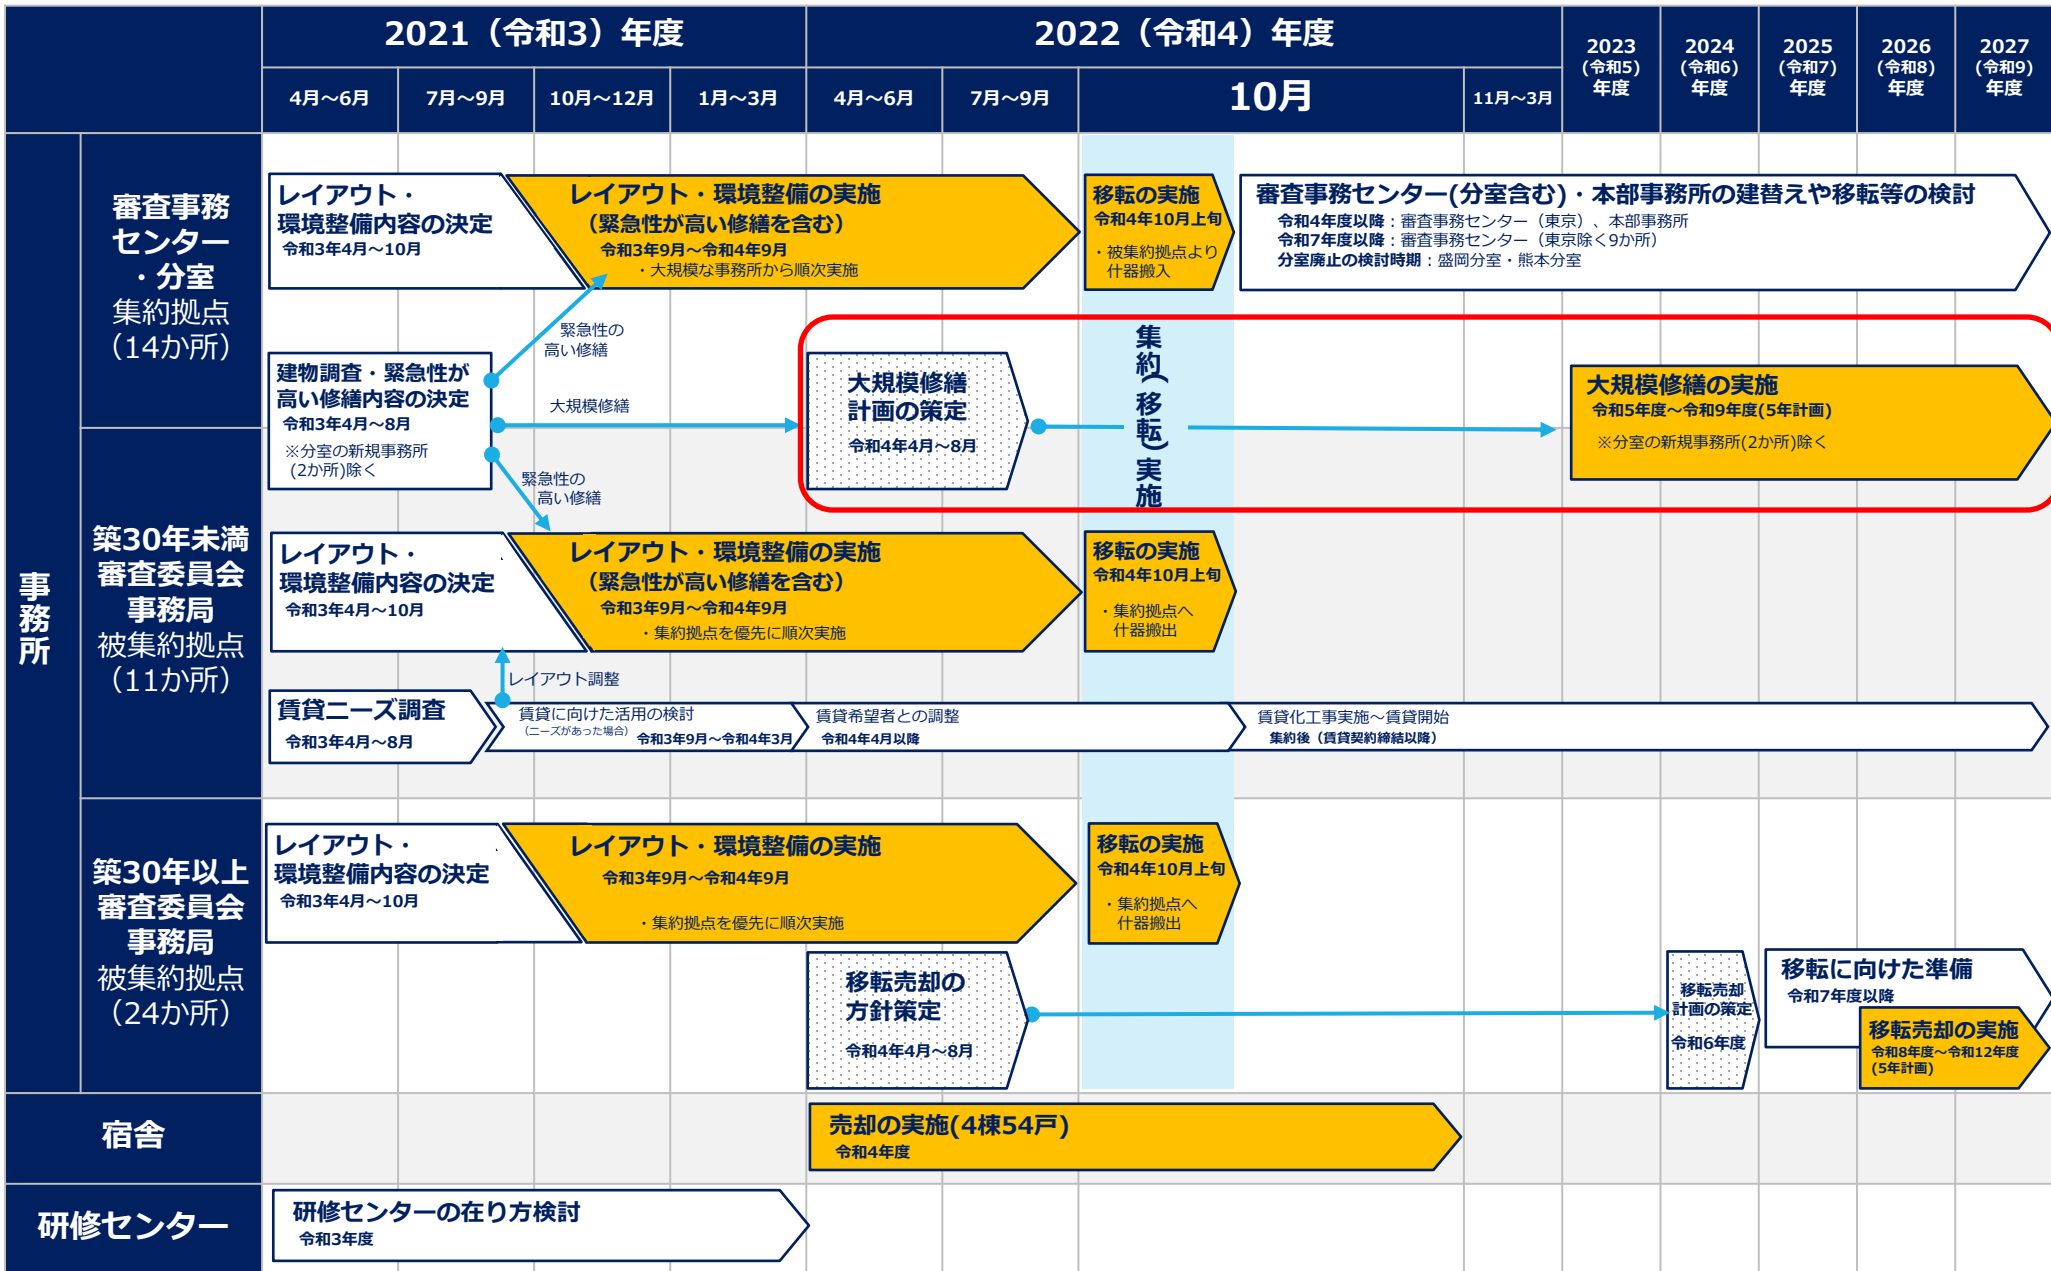 2021（令和3）年度
2022（令和4）年度
2023
(令和5)
年度
2024
(令和6)
年度
2025
(令和7)
年度
2026
(令和8)
年度
2027
(令和9)
年度
4月～6月
7月～9月
10月～12月
1月～3月
4月～6月
7月～9月
10月
11月～3月
事務所
審査事務
センター
・分室
集約拠点
（14か所）
レイアウト・
環境整備内容の決定
令和3年4月～10月
レイアウト・環境整備の実施
（緊急性が高い修繕を含む）
令和3年9月～令和4年9月
・大規模な事務所から順次実施
移転の実施
令和4年10月上旬
・被集約拠点より
什器搬入
審査事務センター(分室含む)・本部事務所の建替えや移転等の検討
令和4年度以降：審査事務センター（東京）、本部事務所
令和7年度以降：審査事務センター（東京除く9か所）
分室廃止の検討時期：盛岡分室・熊本分室
緊急性の
高い修繕
建物調査・緊急性が
高い修繕内容の決定
令和3年4月～8月
※分室の新規事務所
(2か所)除く
大規模修繕
緊急性の
高い修繕
大規模修繕
計画の策定
令和4年4月～8月
集約(移転)実施
大規模修繕の実施
令和5年度～令和9年度(5年計画)
※分室の新規事務所(2か所)除く
築30年未満
審査委員会
事務局
被集約拠点
（11か所）
レイアウト・
環境整備内容の決定
令和3年4月～10月
レイアウト・環境整備の実施
（緊急性が高い修繕を含む）
令和3年9月～令和4年9月
・集約拠点を優先に順次実施
移転の実施
令和4年10月上旬
・集約拠点へ
什器搬出
レイアウト調整
賃貸ニーズ調査
令和3年4月～8月
賃貸に向けた活用の検討
（ニーズがあった場合）
令和3年9月～令和4年3月
賃貸希望者との調整
令和4年4月以降
賃貸化工事実施～賃貸開始
集約後（賃貸契約締結以降）
築30年以上
審査委員会
事務局
被集約拠点
（24か所）
レイアウト・
環境整備内容の決定
令和3年4月～10月
レイアウト・環境整備の実施
令和3年9月～令和4年9月
・集約拠点を優先に順次実施
移転の実施
令和4年10月上旬
・集約拠点へ
什器搬出
移転売却の
方針策定
令和4年4月～8月
移転売却
計画の策定
令和6年度
移転に向けた準備
令和7年度以降
移転売却の実施
令和8年度～令和12年度
(5年計画)
宿舎
売却の実施(4棟54戸)
令和4年度
研修センター
研修センターの在り方検討
令和3年度